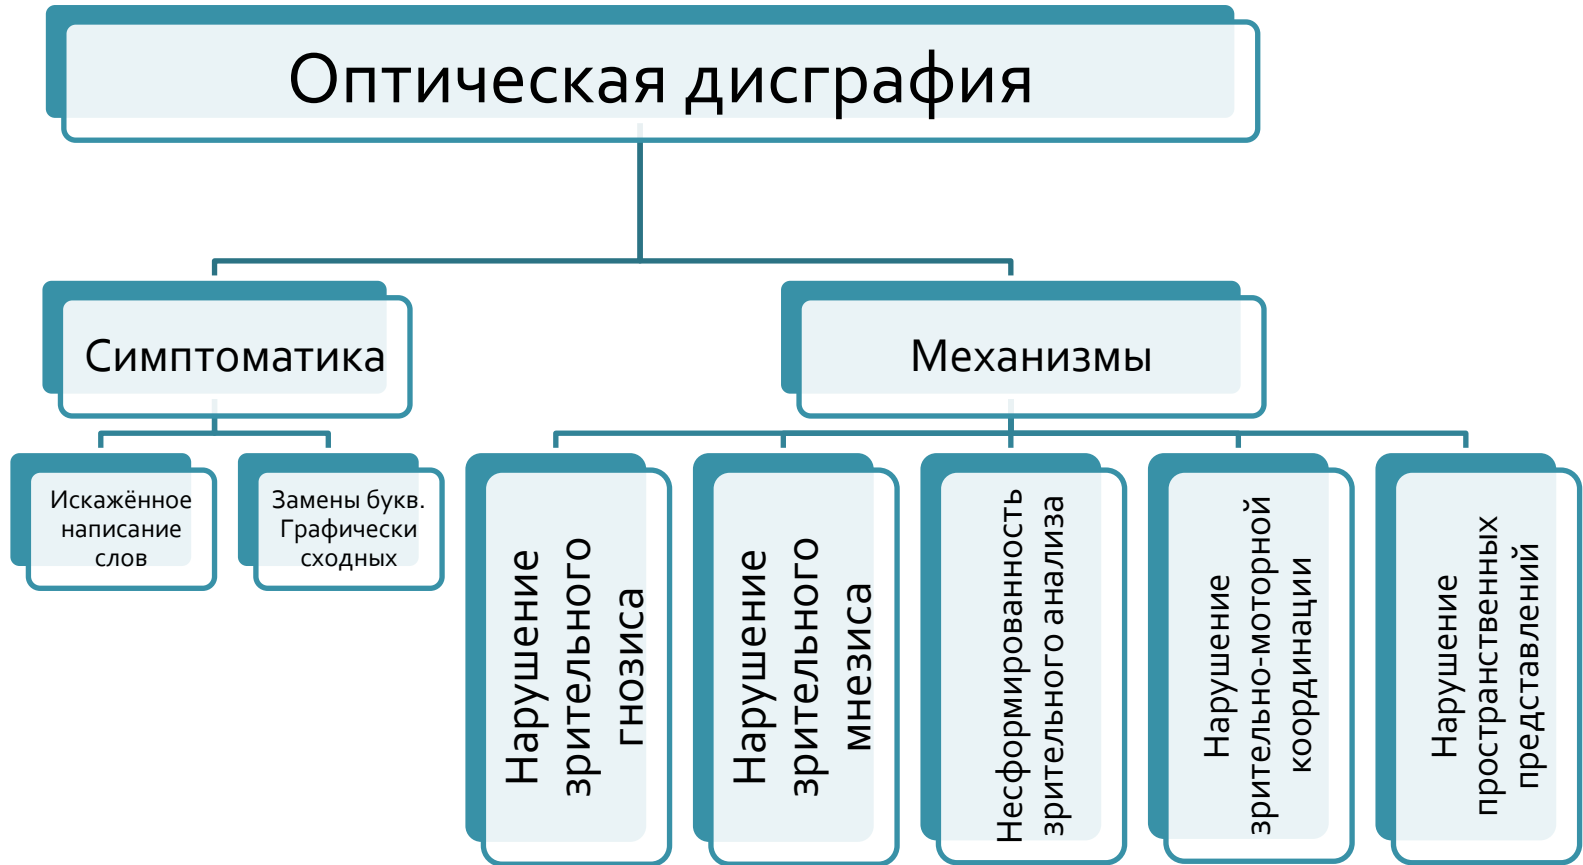 Оптическая дисграфия
Симптоматика
Механизмы
Искажённое
написание
слов
Замены букв.
Графически
сходных
Нарушение
зрительного
гнозиса
Нарушение
зрительного
мнезиса
Несформированность
зрительного анализа
Нарушение
зрительно-моторной
координации
Нарушение
пространственных
представлений